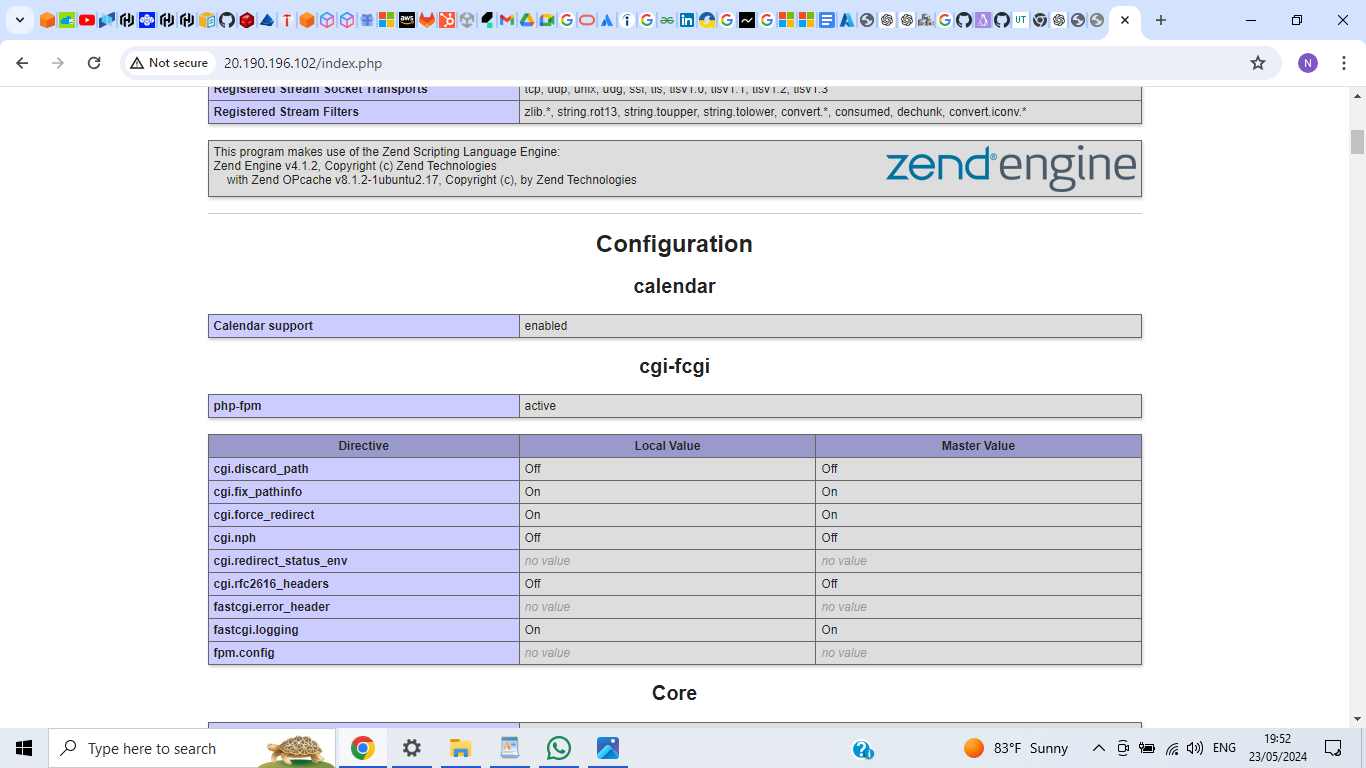 Not secure 20.190.196.102/index.php N
Registered Stream Socket Transports tcp, udp, unix, udg, ssl, tls, tlsv1.0, tlsv1.1, tlsv1.2, tlsv1.3
Registered Stream Filters zlib.*, string.rot13, string.toupper, string.tolower, convert.*, consumed, dechunk, convert.iconv.*
This program makes use of the Zend Scripting Language Engine:
Zend Engine v4.1.2, Copyright (c) Zend Technologies
with Zend OPcache v8.1.2-1ubuntu2.17, Copyright (c), by Zend Technologies
zend® engine
Configuration
calendar
Calendar support enabled
cgi-fcgi
php-fpm active
Directive Local Value Master Value
cgi.discard_path Off Off
cgi.fix_pathinfo On On
cgi.force_redirect On On
cgi.nph Off Off
cgi.redirect_status_env no value no value
cgi.rfc2616_headers Off Off
fastcgi.error_header no value no value
fastcgi.logging On On
fpm.config no value no value
Core
Type here to search
83°F Sunny
ENG
19:52
23/05/2024